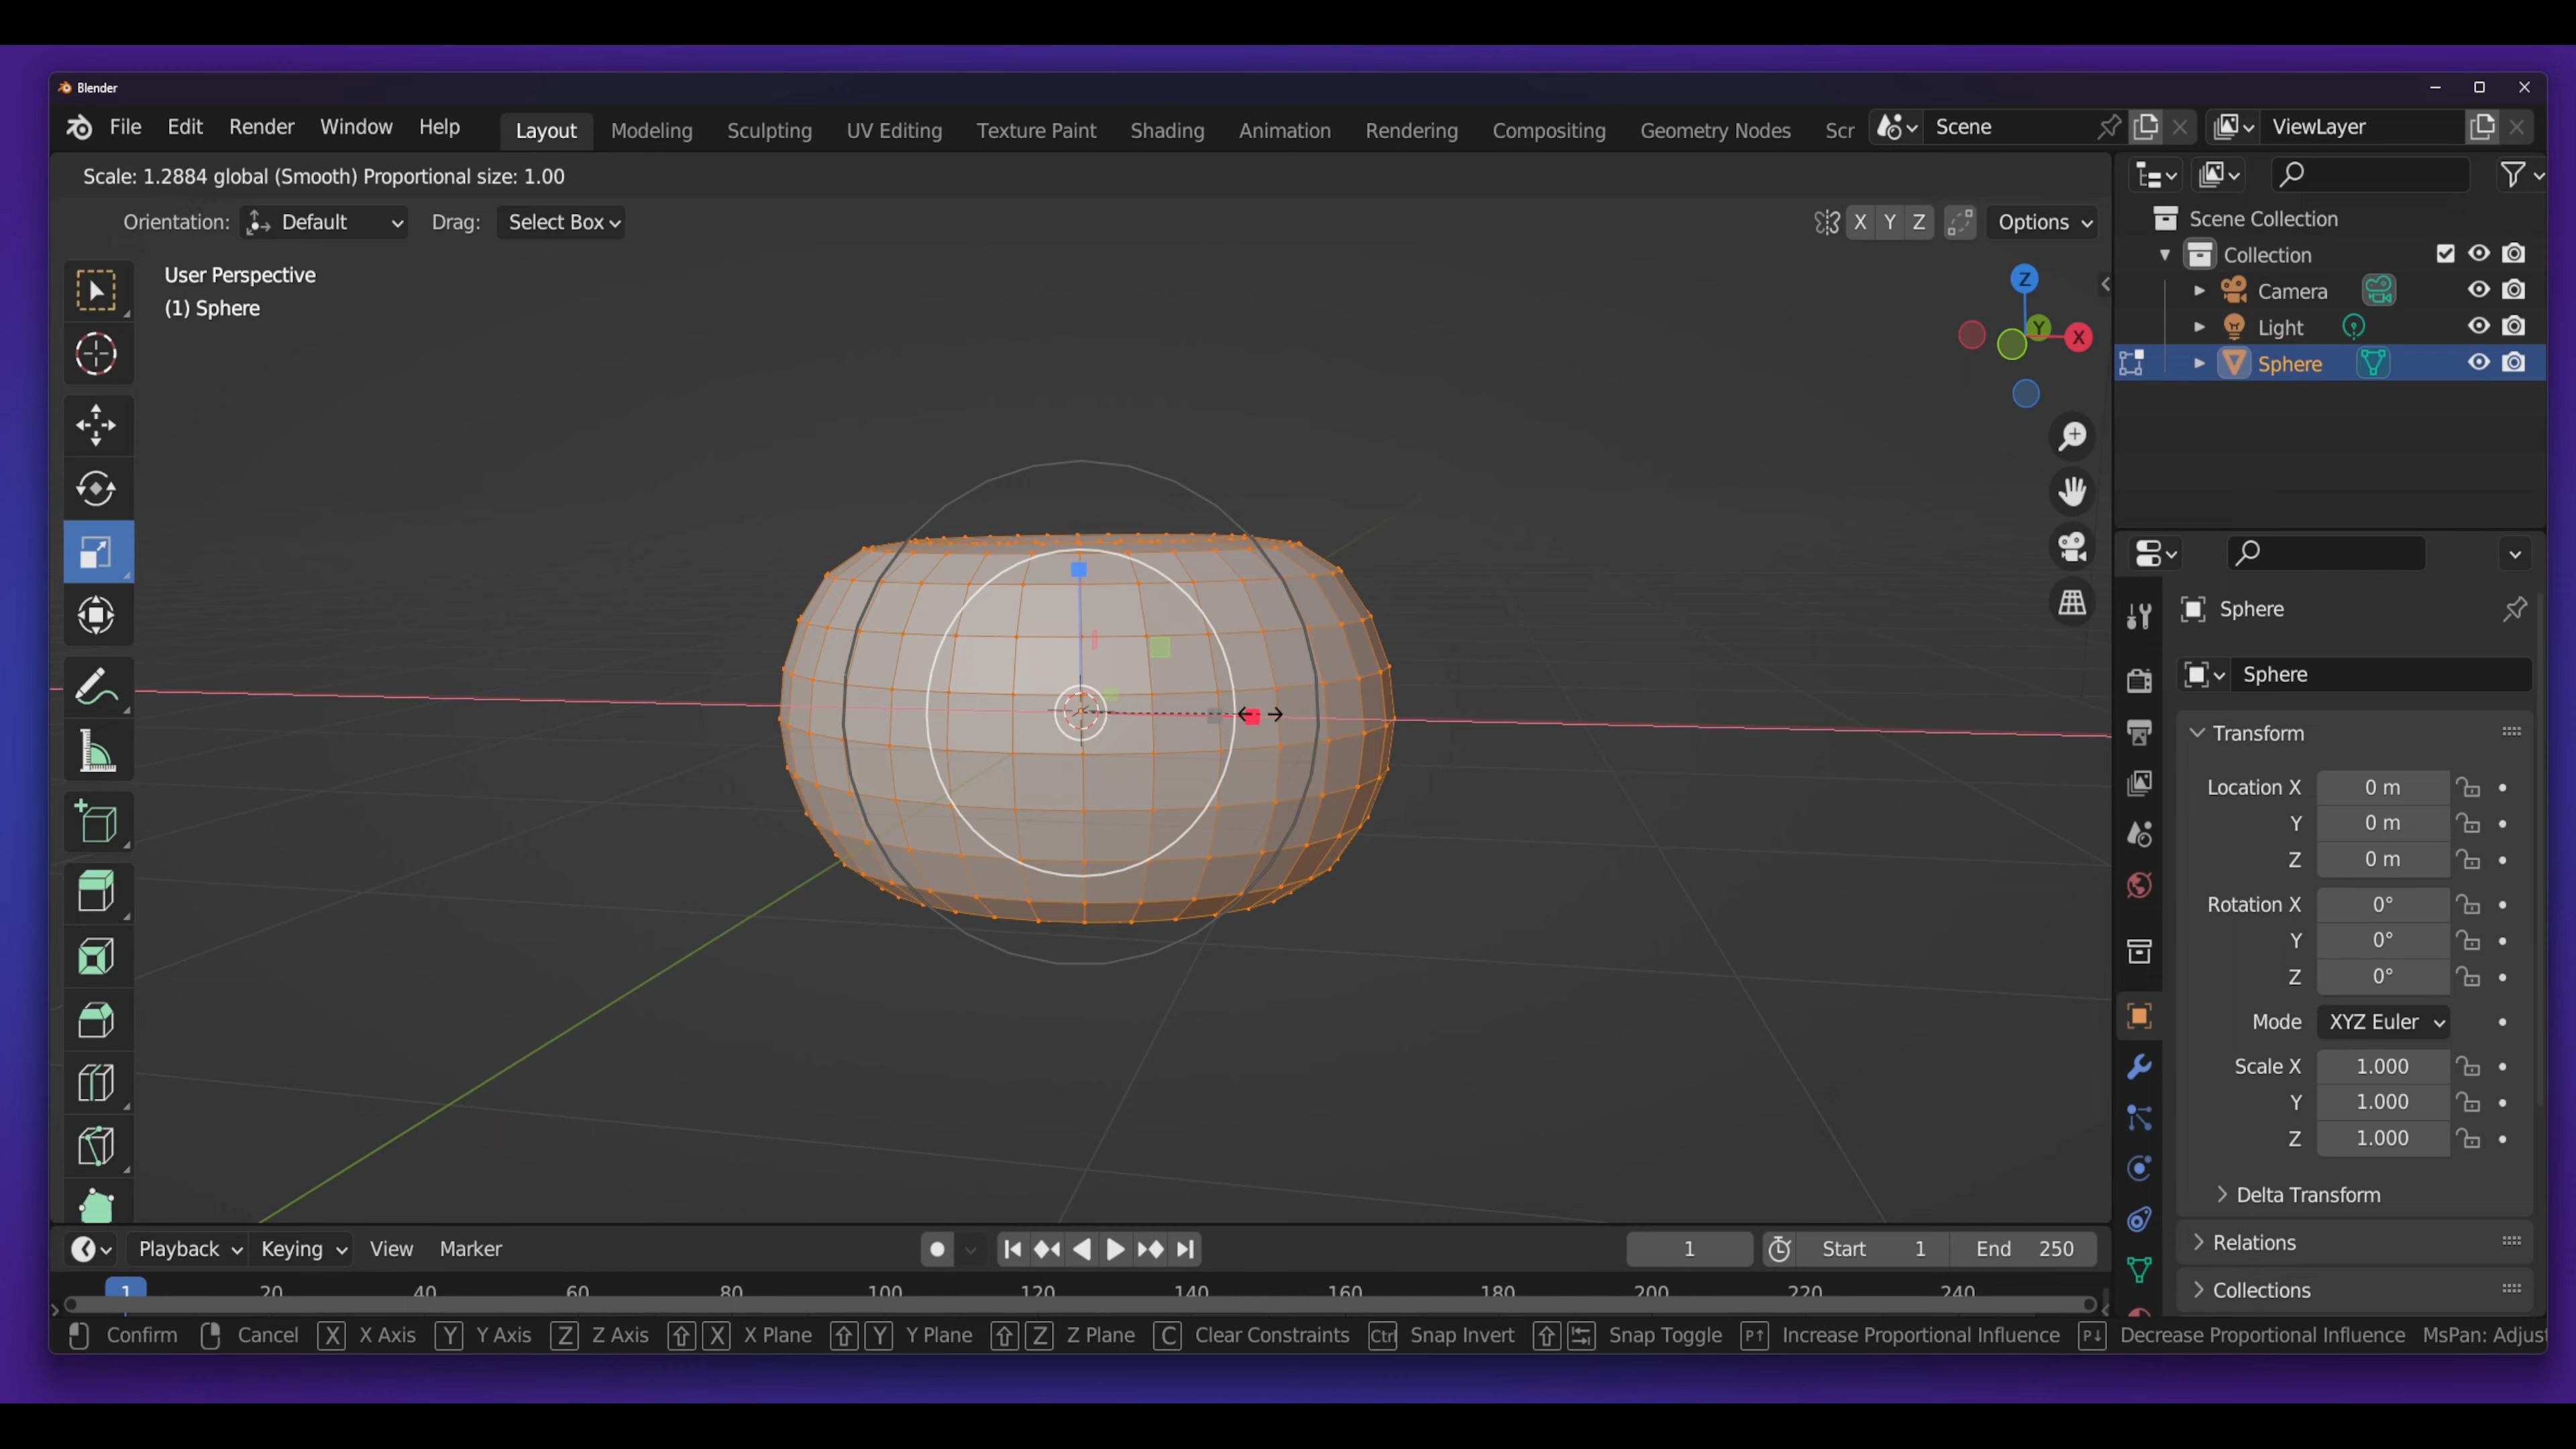 Blender
File Edit Render Window Help Layout Modeling Sculpting UV Editing Texture Paint Shading Animation Rendering Compositing Geometry Nodes Scr Scene ViewLayer
Scale: 1.2884 global (Smooth) Proportional size: 1.00
Orientation: Default Drag: Select Box X Y Z Options
User Perspective
(1) Sphere
Z
Y
X
Scene Collection
Collection
Camera
Light
Sphere
Sphere
Sphere
Transform
Location X 0 m
Y 0 m
Z 0 m
Rotation X 0°
Y 0°
Z 0°
Mode XYZ Euler
Scale X 1.000
Y 1.000
Z 1.000
Delta Transform
Relations
Collections
Playback Keying View Marker 1 Start 1 End 250
1 20 40 60 80 100 120 140 160 180 200 220 240
Confirm Cancel X X Axis Y Y Axis Z Z Axis X X Plane Y Y Plane Z Z Plane C Clear Constraints Ctrl Snap Invert Snap Toggle P↑ Increase Proportional Influence P↓ Decrease Proportional Influence MsPan: Adjust